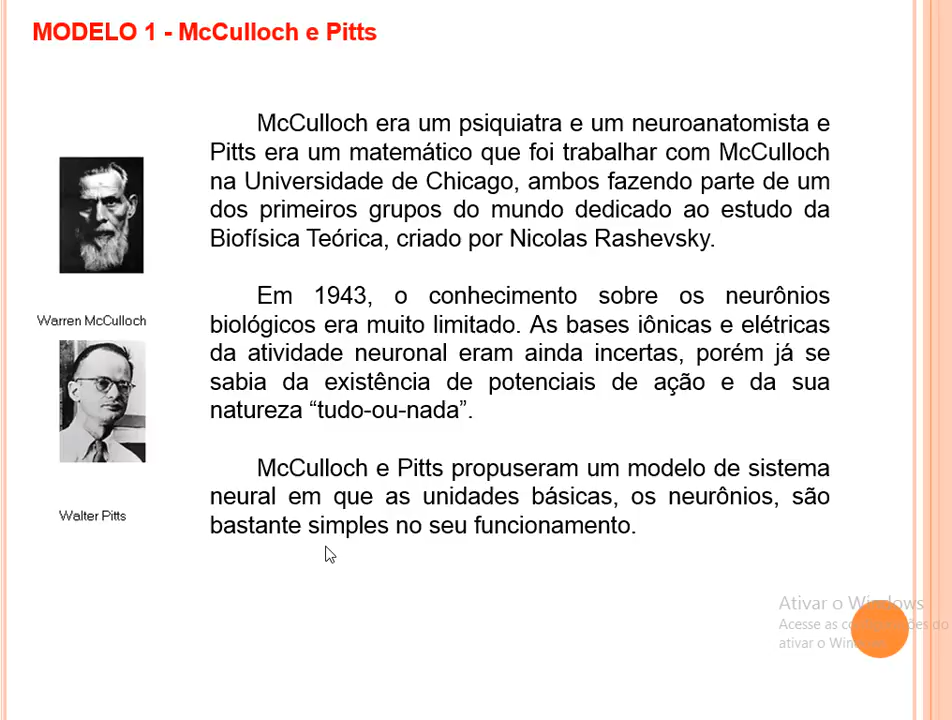 MODELO 1 - McCulloch e Pitts
McCulloch era um psiquiatra e um neuroanatomista e
Pitts era um matemático que foi trabalhar com McCulloch
na Universidade de Chicago, ambos fazendo parte de um
dos primeiros grupos do mundo dedicado ao estudo da
Biofísica Teórica, criado por Nicolas Rashevsky.
Em 1943, o conhecimento sobre os neurônios
biológicos era muito limitado. As bases iônicas e elétricas
da atividade neuronal eram ainda incertas, porém já se
sabia da existência de potenciais de ação e da sua
natureza “tudo-ou-nada”.
McCulloch e Pitts propuseram um modelo de sistema
neural em que as unidades básicas, os neurônios, são
bastante simples no seu funcionamento.
Warren McCulloch
Walter Pitts
Ativar o Windows
Acesse as configurações do
ativar o Windows.